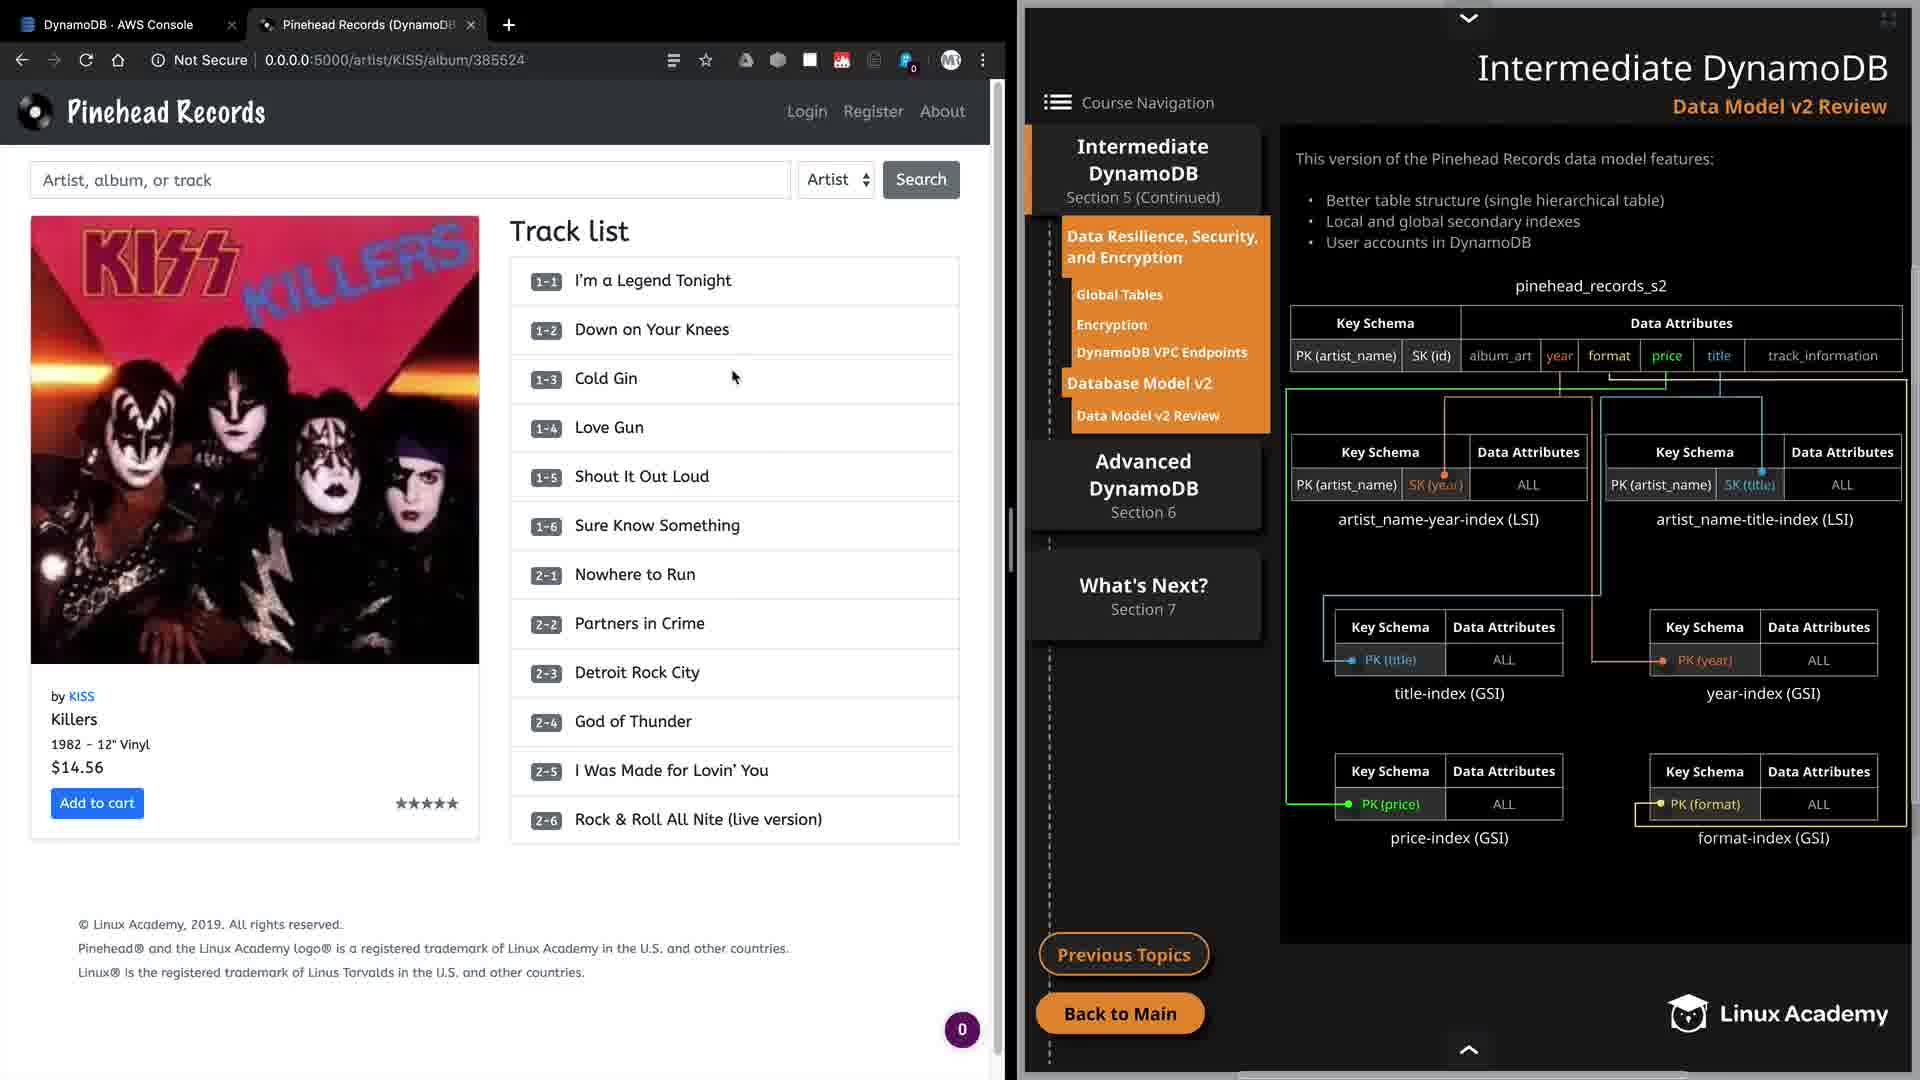 DynamoDB · AWS Console
Pinehead Records (DynamoDB
Not Secure | 0.0.0.0:5000/artist/KISS/album/385524
0
Pinehead Records
Login Register About
Artist, album, or track
Artist
Search
KISS
KILLERS
by KISS
Killers
1982 - 12" Vinyl
$14.56
Add to cart
★★★★★
Track list
1-1 I'm a Legend Tonight
1-2 Down on Your Knees
1-3 Cold Gin
1-4 Love Gun
1-5 Shout It Out Loud
1-6 Sure Know Something
2-1 Nowhere to Run
2-2 Partners in Crime
2-3 Detroit Rock City
2-4 God of Thunder
2-5 I Was Made for Lovin' You
2-6 Rock & Roll All Nite (live version)
© Linux Academy, 2019. All rights reserved.
Pinehead® and the Linux Academy logo® is a registered trademark of Linux Academy in the U.S. and other countries.
Linux® is the registered trademark of Linus Torvalds in the U.S. and other countries.
0
Intermediate DynamoDB
Data Model v2 Review
Course Navigation
Intermediate
DynamoDB
Section 5 (Continued)
Data Resilience, Security,
and Encryption
Global Tables
Encryption
DynamoDB VPC Endpoints
Database Model v2
Data Model v2 Review
Advanced
DynamoDB
Section 6
What's Next?
Section 7
Previous Topics
Back to Main
This version of the Pinehead Records data model features:
• Better table structure (single hierarchical table)
• Local and global secondary indexes
• User accounts in DynamoDB
pinehead_records_s2
Key Schema Data Attributes
PK (artist_name) SK (id) album_art year format price title track_information
Key Schema Data Attributes
PK (artist_name) SK (year) ALL
artist_name-year-index (LSI)
Key Schema Data Attributes
PK (artist_name) SK (title) ALL
artist_name-title-index (LSI)
Key Schema Data Attributes
PK (title) ALL
title-index (GSI)
Key Schema Data Attributes
PK (year) ALL
year-index (GSI)
Key Schema Data Attributes
PK (price) ALL
price-index (GSI)
Key Schema Data Attributes
PK (format) ALL
format-index (GSI)
Linux Academy